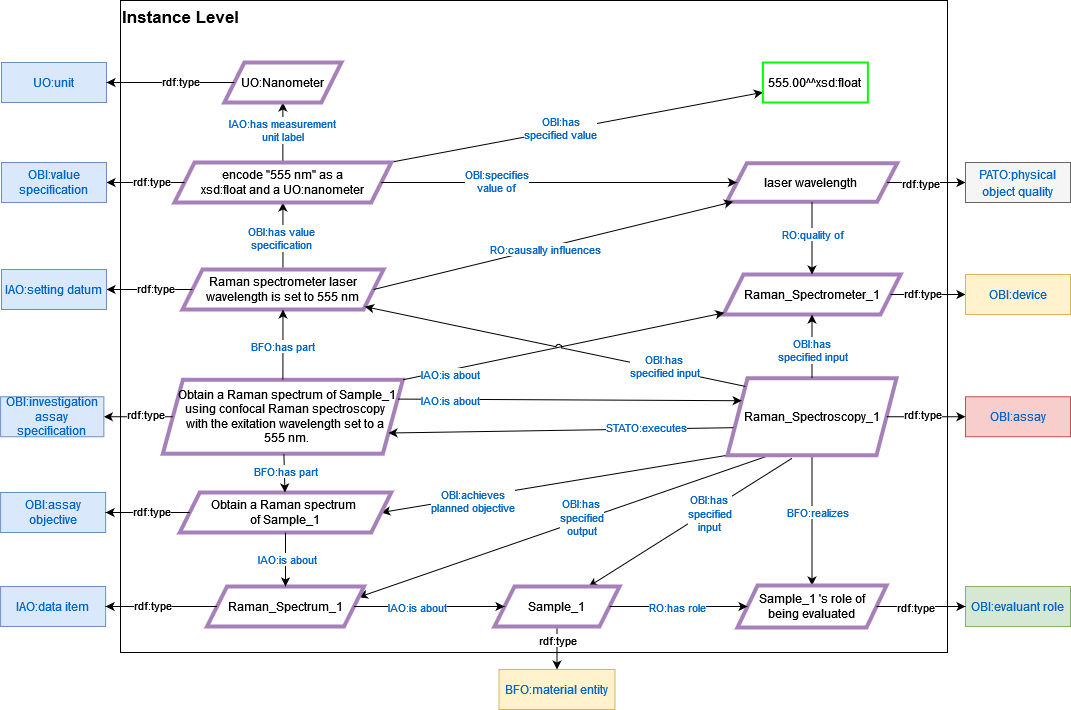 Instance Level
UO:unit
rdf:type
UO:Nanometer
555.00^^xsd:float
IAO:has measurement
unit label
OBI:has
specified value
OBI:value
specification
rdf:type
encode "555 nm" as a
xsd:float and a UO:nanometer
OBI:specifies
value of
laser wavelength
rdf:type
PATO:physical
object quality
OBI:has value
specification
RO:causally influences
RO:quality of
IAO:setting datum
rdf:type
Raman spectrometer laser
wavelength is set to 555 nm
Raman_Spectrometer_1
rdf:type
OBI:device
BFO:has part
OBI:has
specified input
OBI:has
specified input
IAO:is about
OBI:investigation
assay
specification
rdf:type
Obtain a Raman spectrum of Sample_1
using confocal Raman spectroscopy
with the exitation wavelength set to a
555 nm.
IAO:is about
STATO:executes
Raman_Spectroscopy_1
rdf:type
OBI:assay
BFO:has part
OBI:assay
objective
rdf:type
Obtain a Raman spectrum
of Sample_1
OBI:achieves
planned objective
OBI:has
specified
output
OBI:has
specified
input
BFO:realizes
IAO:is about
IAO:data item
rdf:type
Raman_Spectrum_1
IAO:is about
Sample_1
RO:has role
Sample_1 's role of
being evaluated
rdf:type
OBI:evaluant role
rdf:type
BFO:material entity